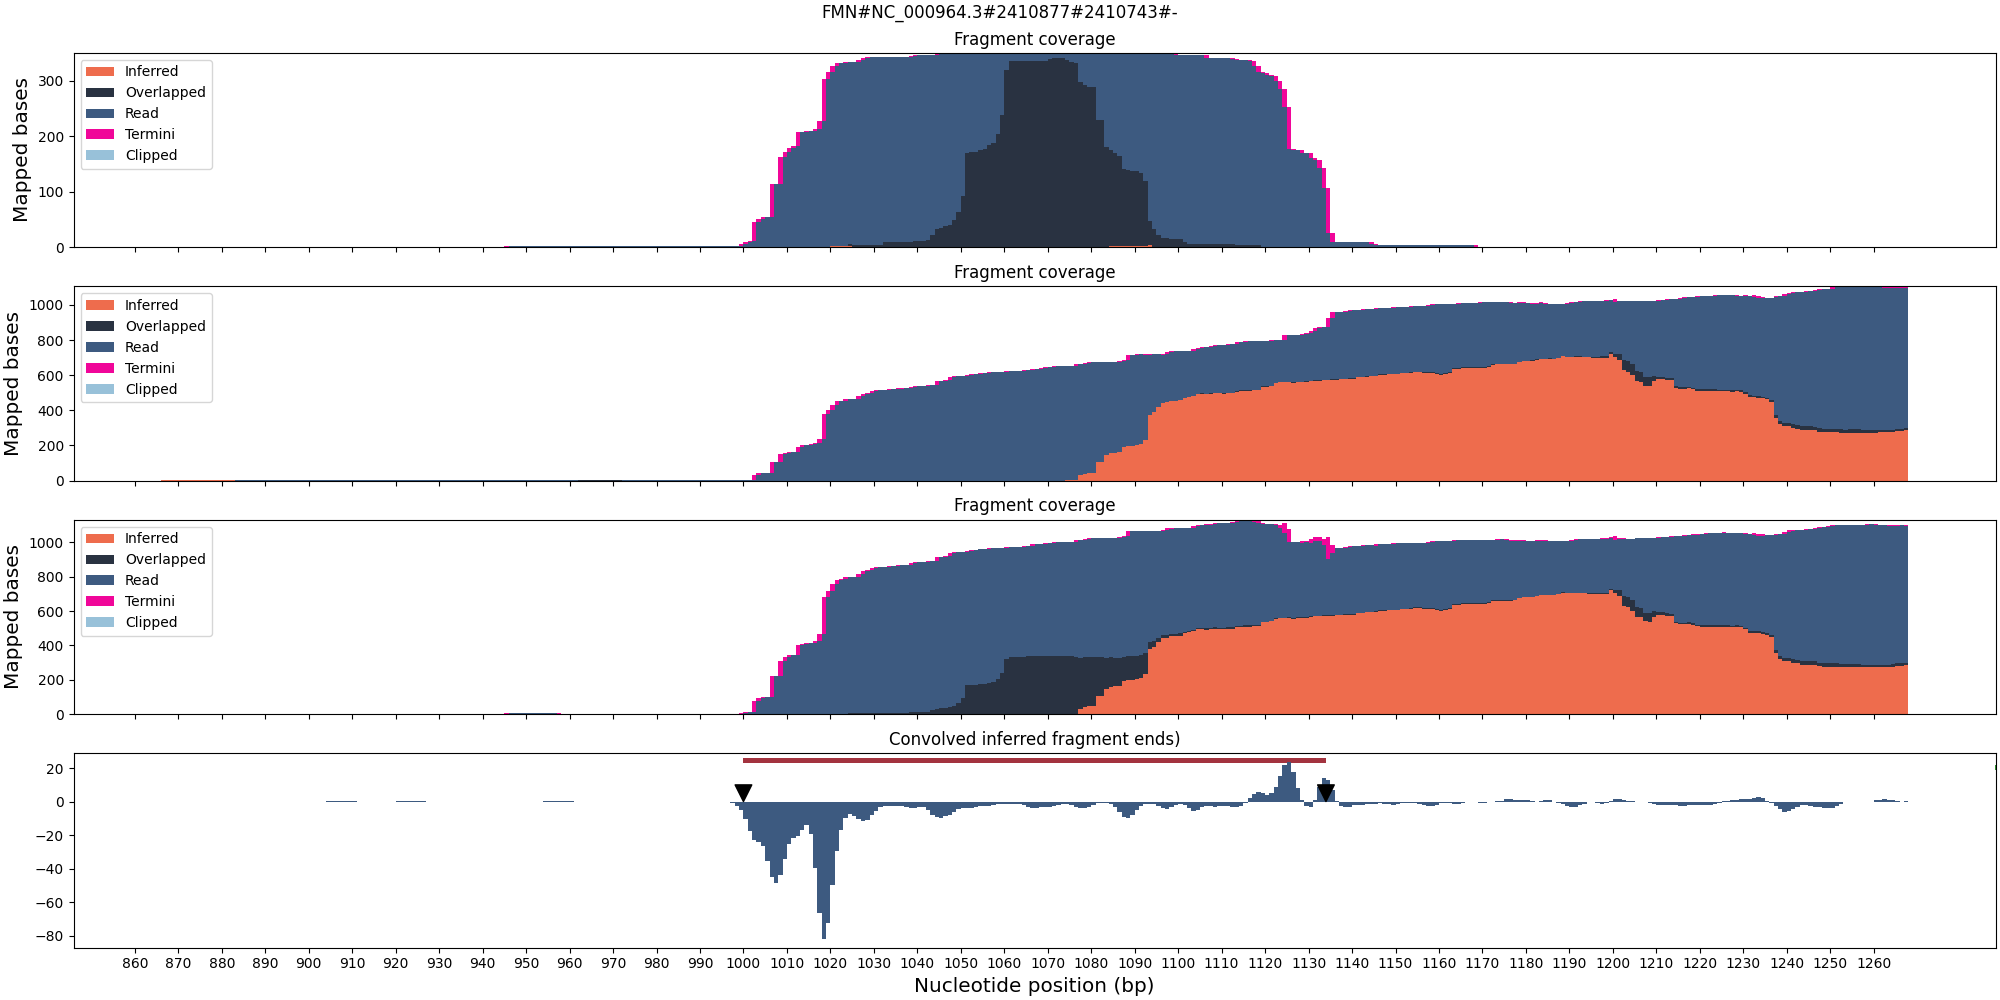 FMN#NC_000964.3#2410877#2410743#-
Fragment coverage
Mapped bases
300
200
100
0
Inferred
Overlapped
Read
Termini
Clipped
Fragment coverage
Mapped bases
1000
800
600
400
200
0
Inferred
Overlapped
Read
Termini
Clipped
Fragment coverage
Mapped bases
1000
800
600
400
200
0
Inferred
Overlapped
Read
Termini
Clipped
Convolved inferred fragment ends)
20
0
−20
−40
−60
−80
860 870 880 890 900 910 920 930 940 950 960 970 980 990 1000 1010 1020 1030 1040 1050 1060 1070 1080 1090 1100 1110 1120 1130 1140 1150 1160 1170 1180 1190 1200 1210 1220 1230 1240 1250 1260
Nucleotide position (bp)